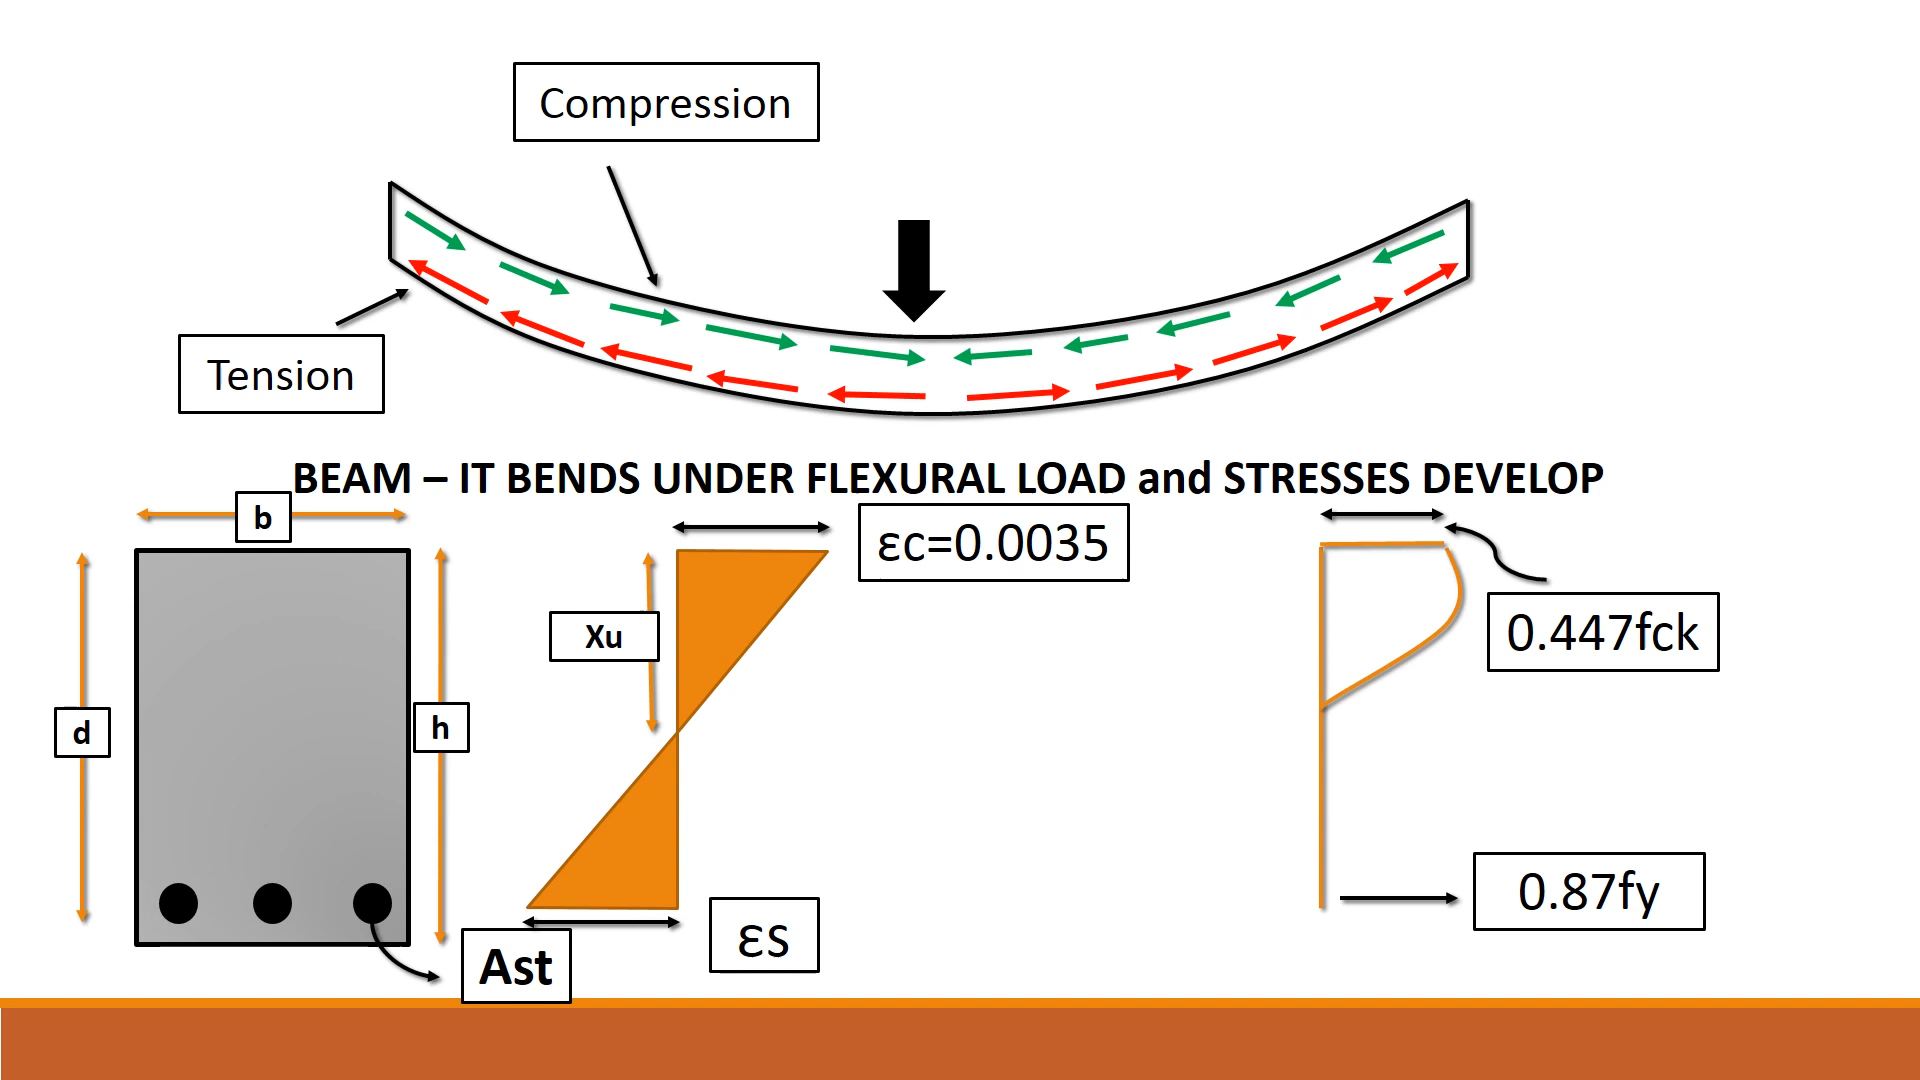 Compression
Tension
BEAM – IT BENDS UNDER FLEXURAL LOAD and STRESSES DEVELOP
b
εc=0.0035
0.447fck
Xu
d
h
0.87fy
εs
Ast